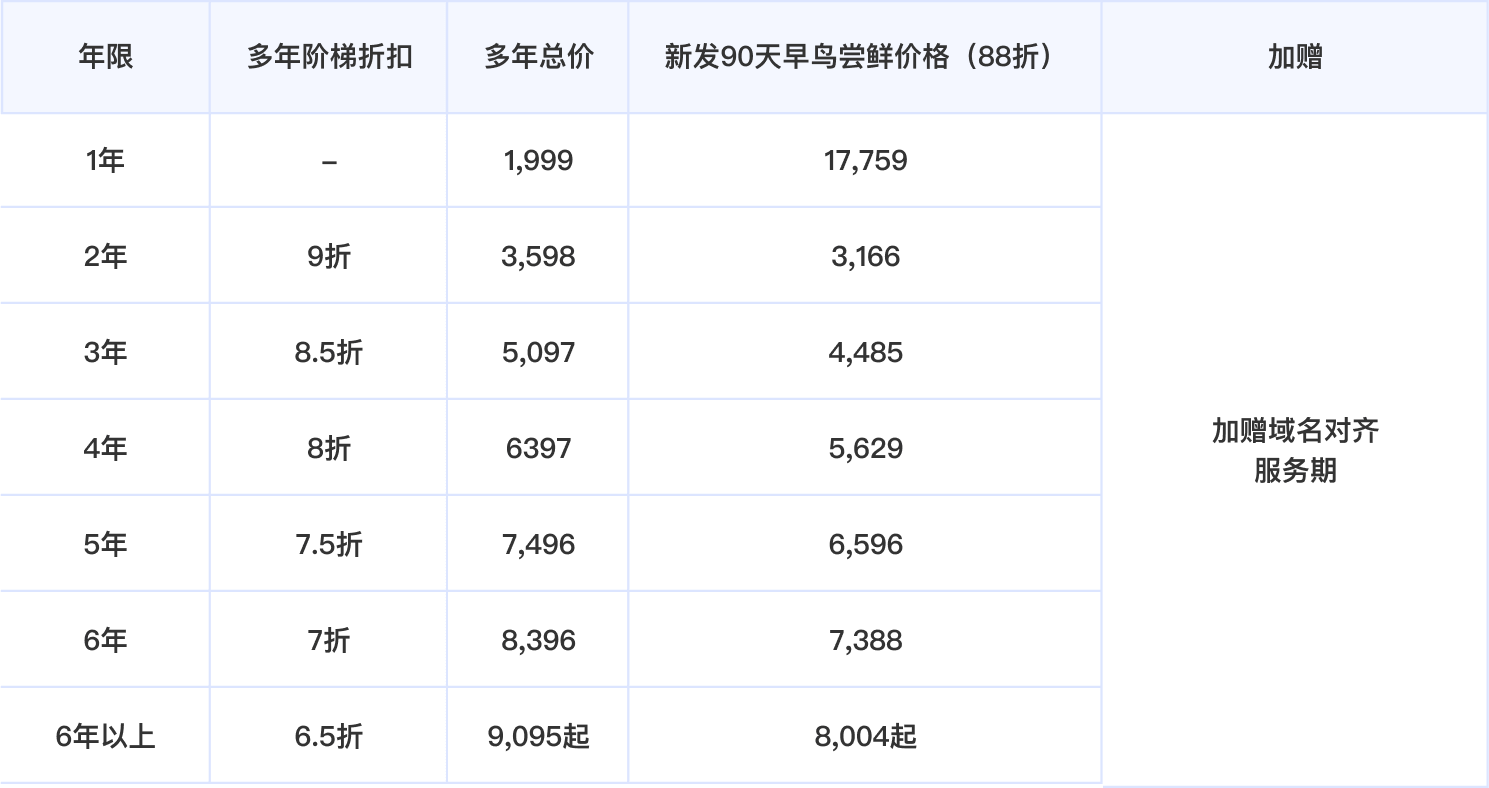 年限 多年阶梯折扣 多年总价 新发90天早鸟尝鲜价格（88折） 加赠
1年 – 1,999 17,759
2年 9折 3,598 3,166
3年 8.5折 5,097 4,485
4年 8折 6397 5,629
5年 7.5折 7,496 6,596
6年 7折 8,396 7,388
6年以上 6.5折 9,095起 8,004起
加赠域名对齐
服务期